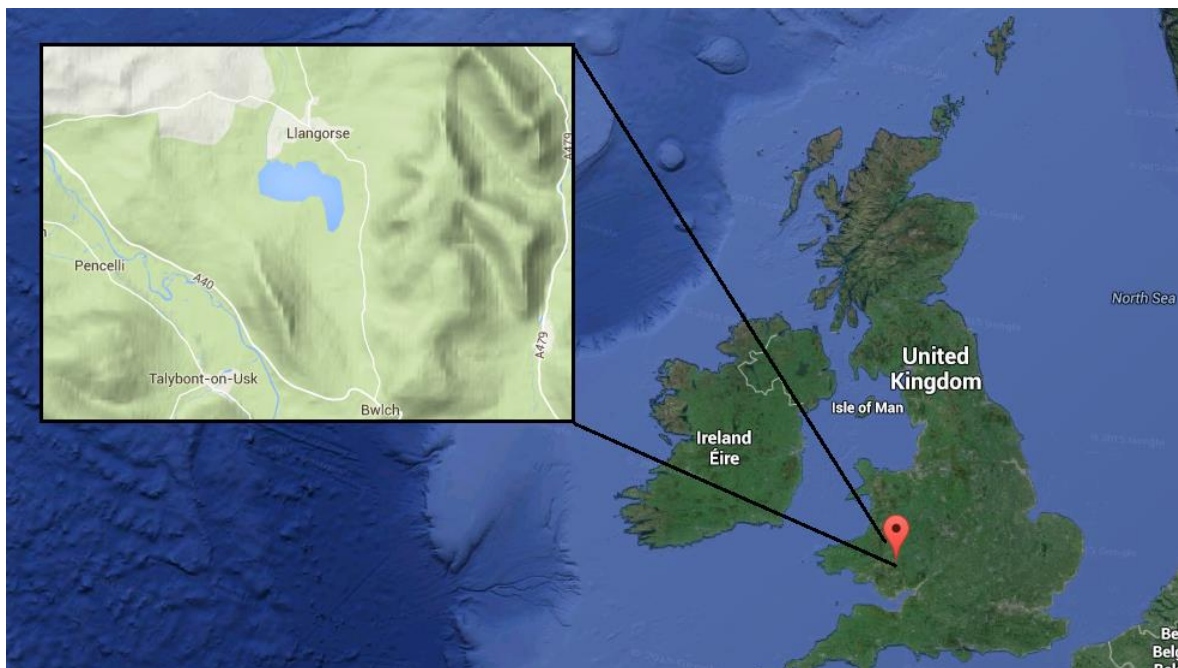 Llangorse
A479
Pencelli
A40
A479
Talybont-on-Usk
Bwlch
North Sea
United
Kingdom
Isle of Man
Ireland
Éire